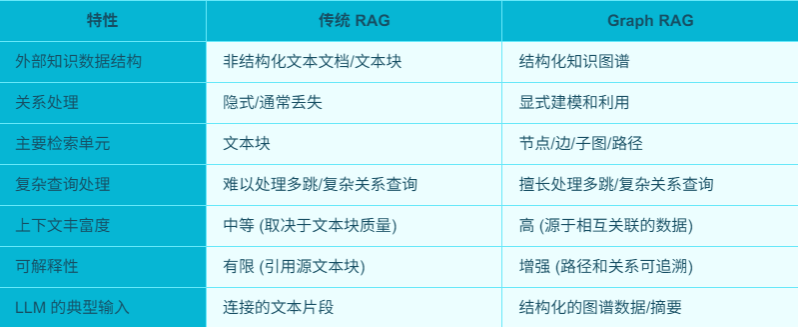 特性 传统 RAG Graph RAG
外部知识数据结构 非结构化文本文档/文本块 结构化知识图谱
关系处理 隐式/通常丢失 显式建模和利用
主要检索单元 文本块 节点/边/子图/路径
复杂查询处理 难以处理多跳/复杂关系查询 擅长处理多跳/复杂关系查询
上下文丰富度 中等 (取决于文本块质量) 高 (源于相互关联的数据)
可解释性 有限 (引用源文本块) 增强 (路径和关系可追溯)
LLM 的典型输入 连接的文本片段 结构化的图谱数据/摘要